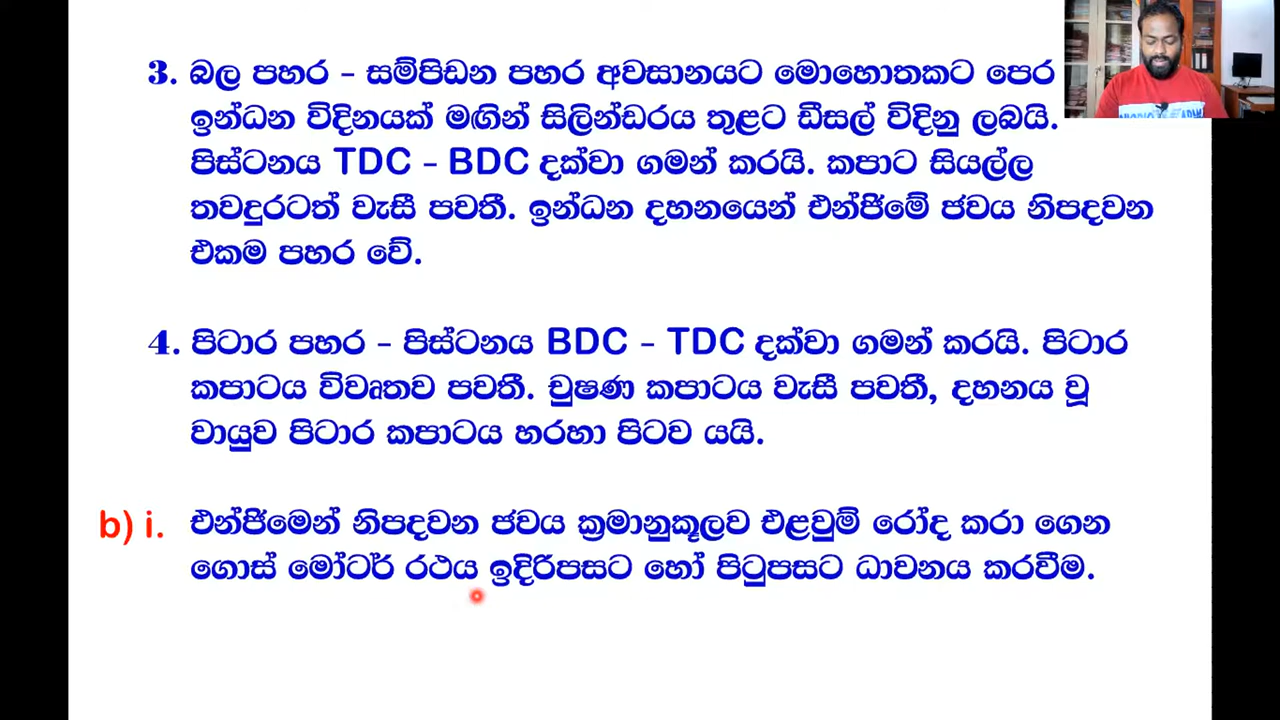 3. බල පහර - සම්පිඩන පහර අවසානයට මොහොතකට පෙර
ඉන්ධන විදිනයක් මඟින් සිලින්ඩරය තුළට ඩීසල් විදිනු ලබයි.
පිස්ටනය TDC - BDC දක්වා ගමන් කරයි. කපාට සියල්ල
තවදුරටත් වැසී පවතී. ඉන්ධන දහනයෙන් එන්ජිමේ ජවය නිපදවන
එකම පහර වේ.
4. පිටාර පහර - පිස්ටනය BDC - TDC දක්වා ගමන් කරයි. පිටාර
කපාටය විවෘතව පවතී. චුෂණ කපාටය වැසී පවතී, දහනය වූ
වායුව පිටාර කපාටය හරහා පිටව යයි.
b) i. එන්ජිමෙන් නිපදවන ජවය ක්‍රමානුකූලව එළවුම් රෝද කරා ගෙන
ගොස් මෝටර් රථය ඉදිරිපසට හෝ පිටුපසට ධාවනය කරවීම.